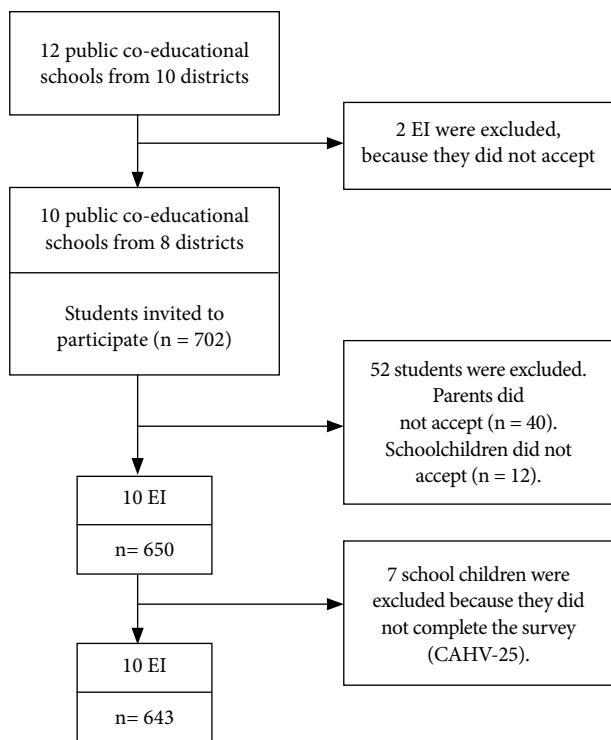 12 public co-educational
schools from 10 districts
2 EI were excluded,
because they did not accept
10 public co-educational
schools from 8 districts
Students invited to
participate (n = 702)
52 students were excluded.
Parents did
not accept (n = 40).
Schoolchildren did not
accept (n = 12).
10 EI
n= 650
7 school children were
excluded because they did
not complete the survey
(CAHV-25).
10 EI
n= 643